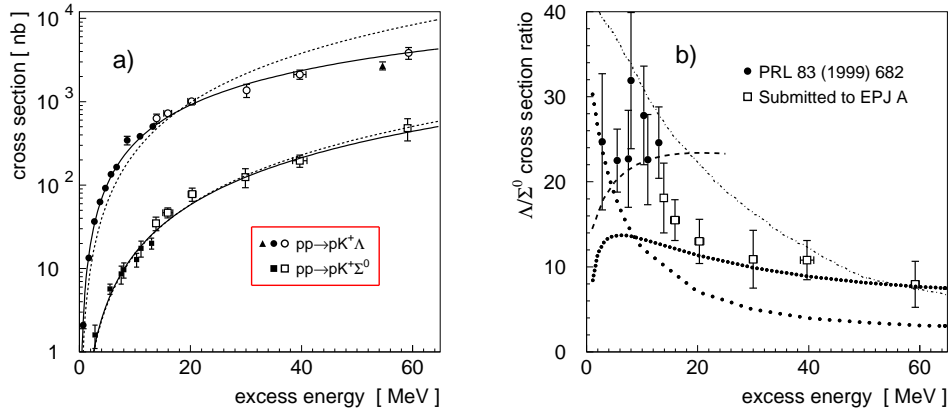 a)
cross section [ nb ]
10⁴
10³
10²
10
1
pp→pK⁺Λ
pp→pK⁺Σ⁰
0 20 40 60
excess energy [ MeV ]
b)
Λ/Σ⁰ cross section ratio
40
30
20
10
0
PRL 83 (1999) 682
Submitted to EPJ A
0 20 40 60
excess energy [ MeV ]